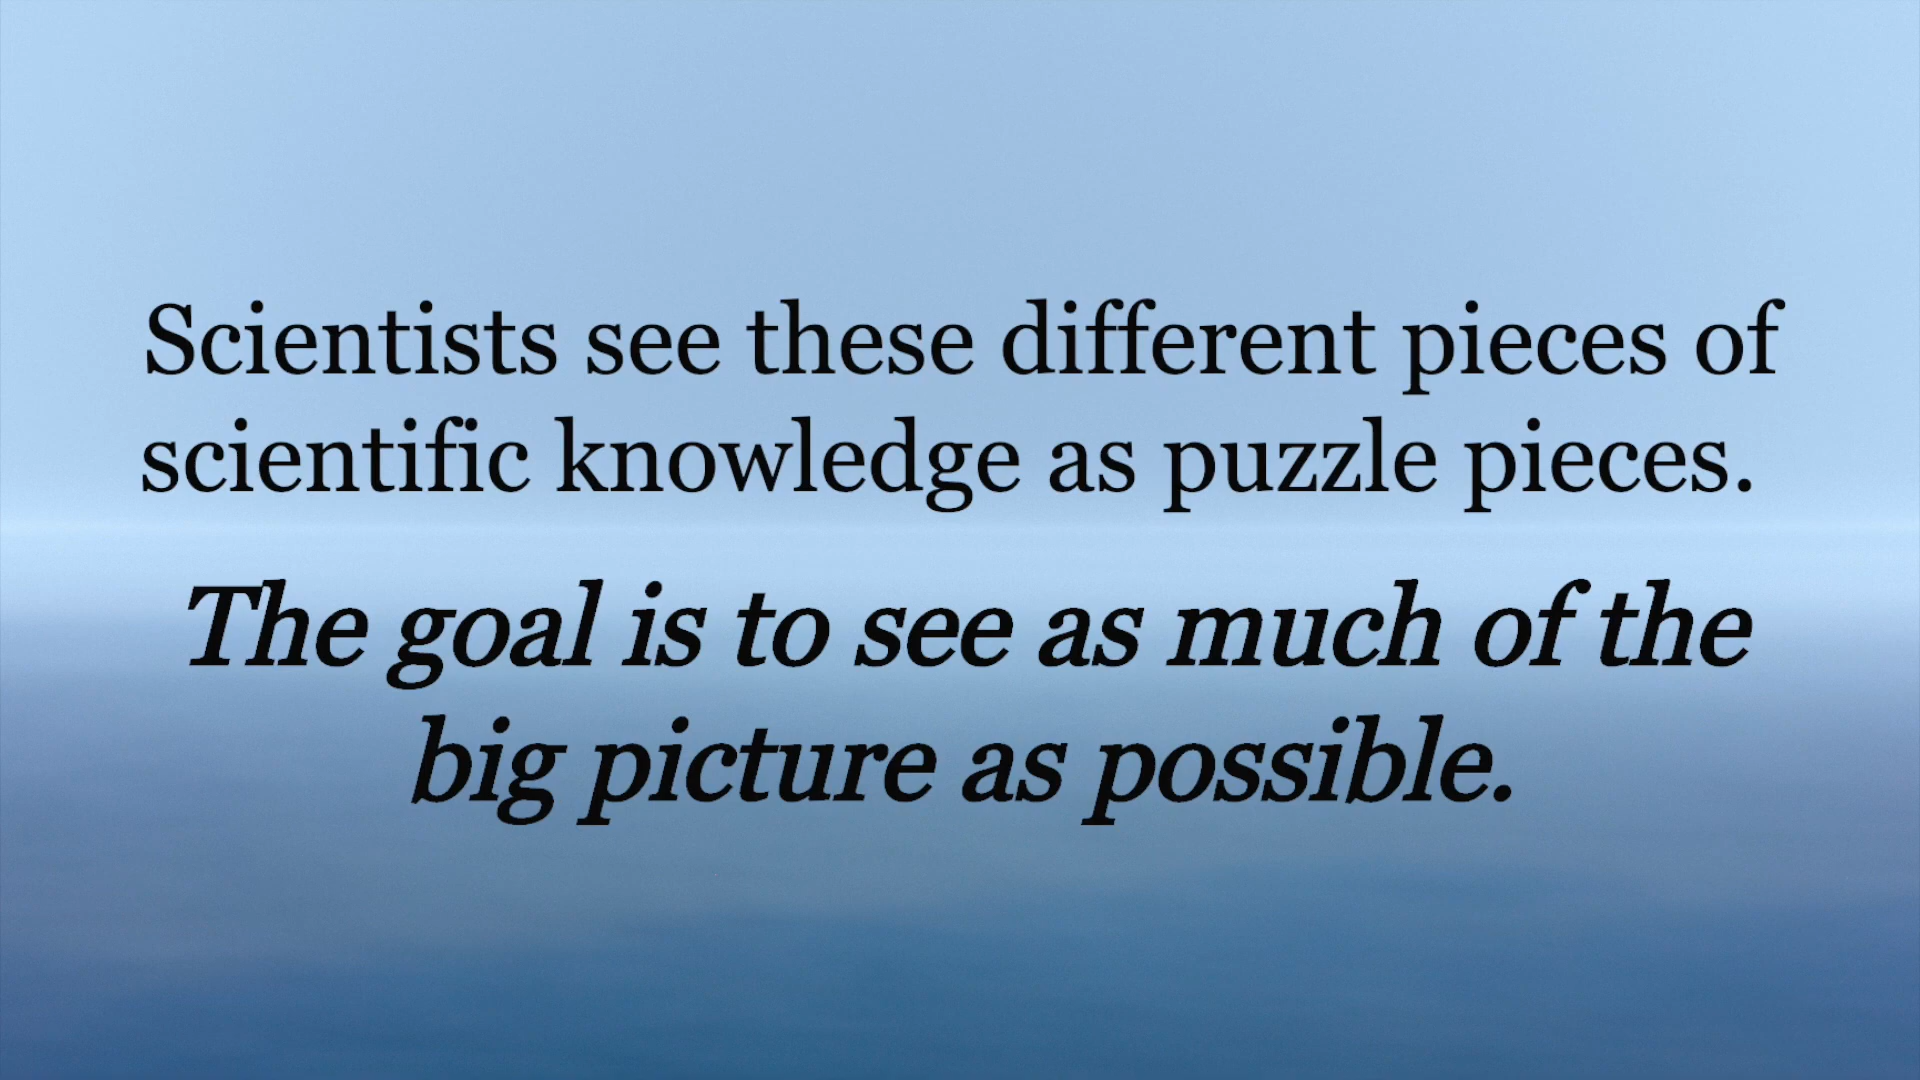 Scientists see these different pieces of
scientific knowledge as puzzle pieces.
The goal is to see as much of the
big picture as possible.